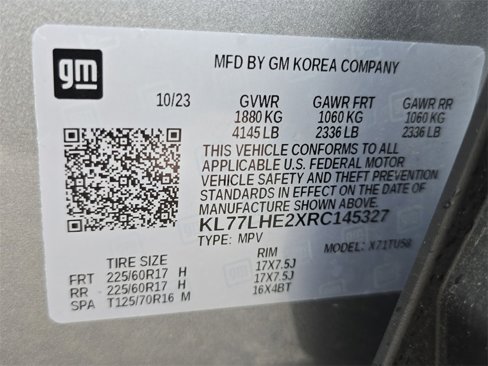 gm
MFD BY GM KOREA COMPANY
10/23 GVWR GAWR FRT GAWR RR
1880 KG 1060 KG 1060 KG
4145 LB 2336 LB 2336 LB
THIS VEHICLE CONFORMS TO ALL
APPLICABLE U.S. FEDERAL MOTOR
VEHICLE SAFETY AND THEFT PREVENTION
STANDARDS IN EFFECT ON THE DATE OF
MANUFACTURE SHOWN ABOVE.
KL77LHE2XRC145327
TYPE: MPV MODEL: X71TU58
TIRE SIZE RIM
FRT 225/60R17 H 17X7.5J
RR 225/60R17 H 17X7.5J
SPA T125/70R16 M 16X4BT